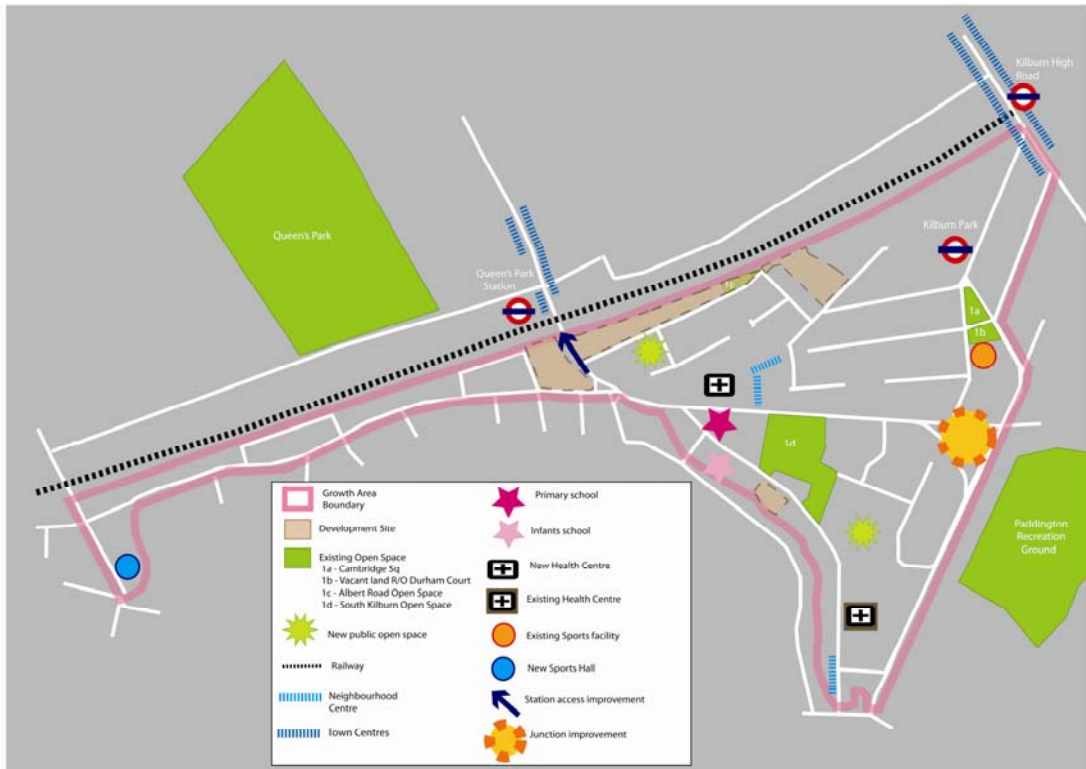 Kilburn High
Road
Queen's Park
Kilburn Park
Queen's Park
Station
1c
1a
1b
1d
Paddington
Recreation
Ground
Growth Area
Boundary
Development Site
Existing Open Space
1a - Cambridge Sq
1b - Vacant land R/O Durham Court
1c - Albert Road Open Space
1d - South Kilburn Open Space
New public open space
Railway
Neighbourhood
Centre
Town Centres
Primary school
Infants school
New Health Centre
Existing Health Centre
Existing Sports facility
New Sports Hall
Station access improvement
Junction improvement